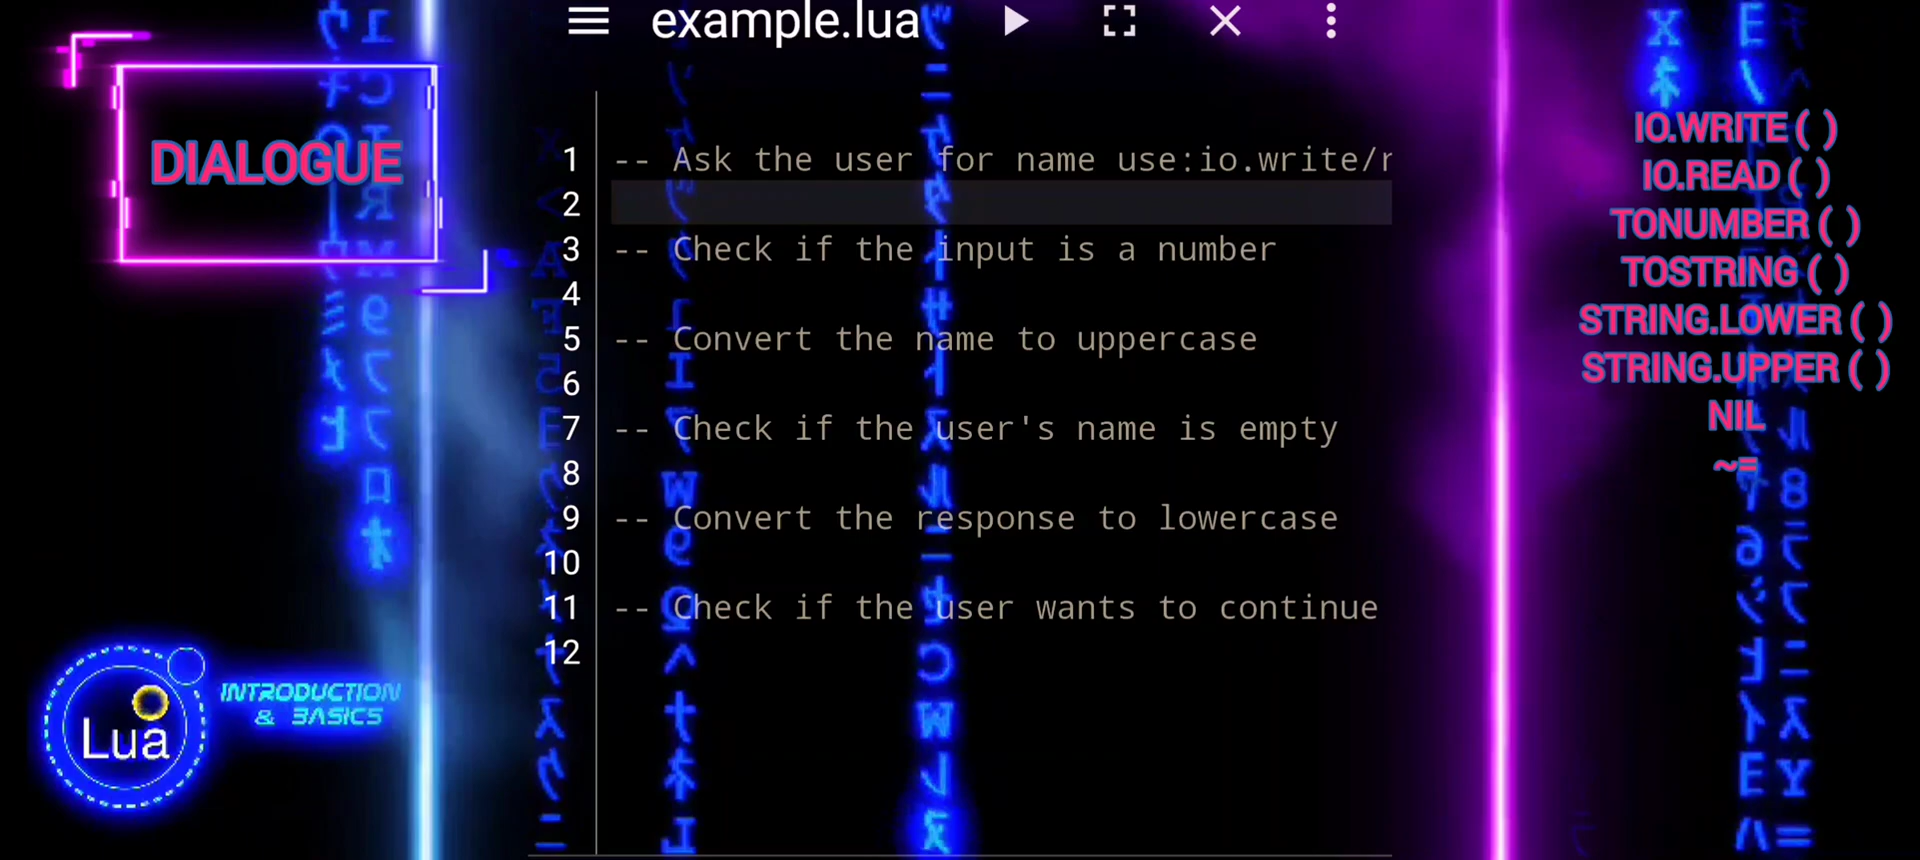 example.lua
DIALOGUE
1 -- Ask the user for name use:io.write/r
2
3 -- Check if the input is a number
4
5 -- Convert the name to uppercase
6
7 -- Check if the user's name is empty
8
9 -- Convert the response to lowercase
10
11 -- Check if the user wants to continue
12
IO.WRITE ( )
IO.READ ( )
TONUMBER ( )
TOSTRING ( )
STRING.LOWER ( )
STRING.UPPER ( )
NIL
~=
Lua
INTRODUCTION
& BASICS